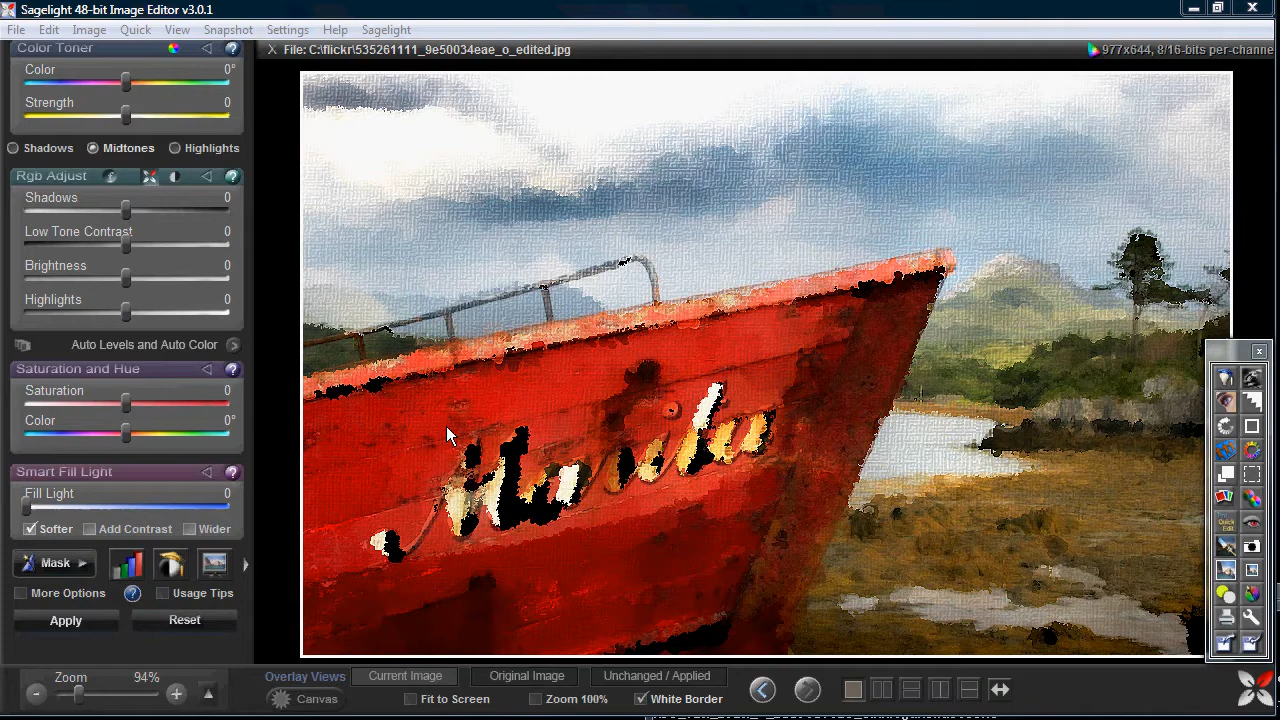 Sagelight 48-bit Image Editor v3.0.1
File Edit Image Quick View Snapshot Settings Help Sagelight
Color Toner
X File: C:\flickr\535261111_9e50034eae_o_edited.jpg
977x644, 8/16-bits per-channe
Color 0°
Strength 0
Shadows Midtones Highlights
Rgb Adjust
Shadows 0
Low Tone Contrast 0
Brightness 0
Highlights 0
Auto Levels and Auto Color
Saturation and Hue
Saturation 0
Color 0°
Smart Fill Light
Fill Light 0
Softer Add Contrast Wider
Mask
More Options Usage Tips
Apply Reset
Quick Edit
Zoom 94%
Overlay Views Current Image Original Image Unchanged / Applied
Canvas Fit to Screen Zoom 100% White Border